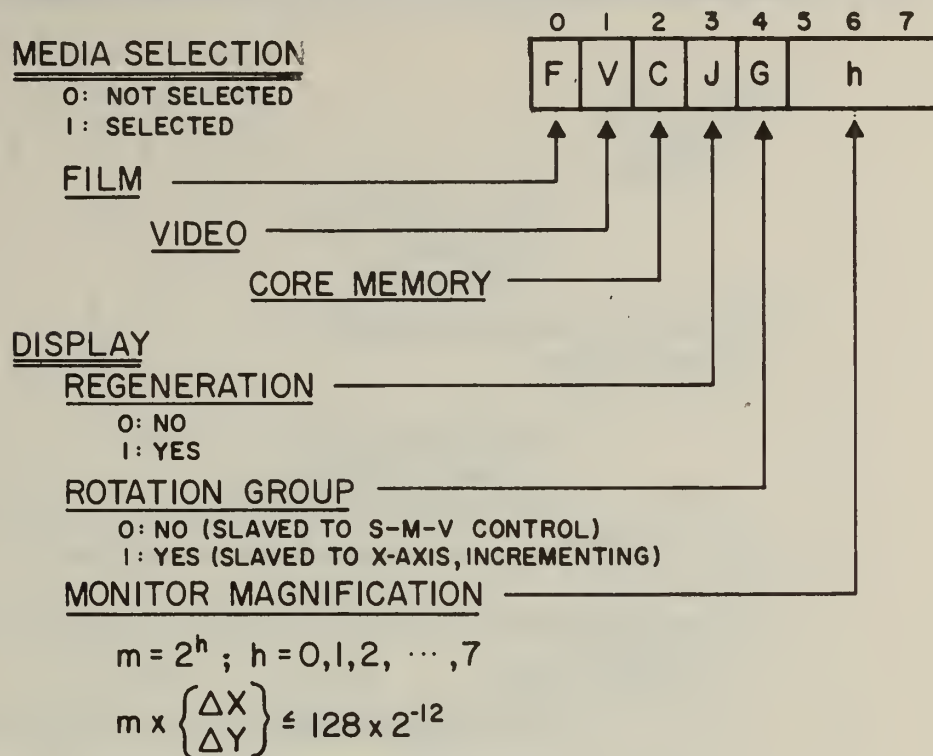 0 1 2 3 4 5 6 7
F V C J G h
MEDIA SELECTION
0: NOT SELECTED
1: SELECTED
FILM
VIDEO
CORE MEMORY
DISPLAY
REGENERATION
0: NO
1: YES
ROTATION GROUP
0: NO (SLAVED TO S-M-V CONTROL)
1: YES (SLAVED TO X-AXIS, INCREMENTING)
MONITOR MAGNIFICATION
m = 2^h ; h = 0,1,2, ··· ,7
m x {ΔX
ΔY} ≤ 128 x 2^-12